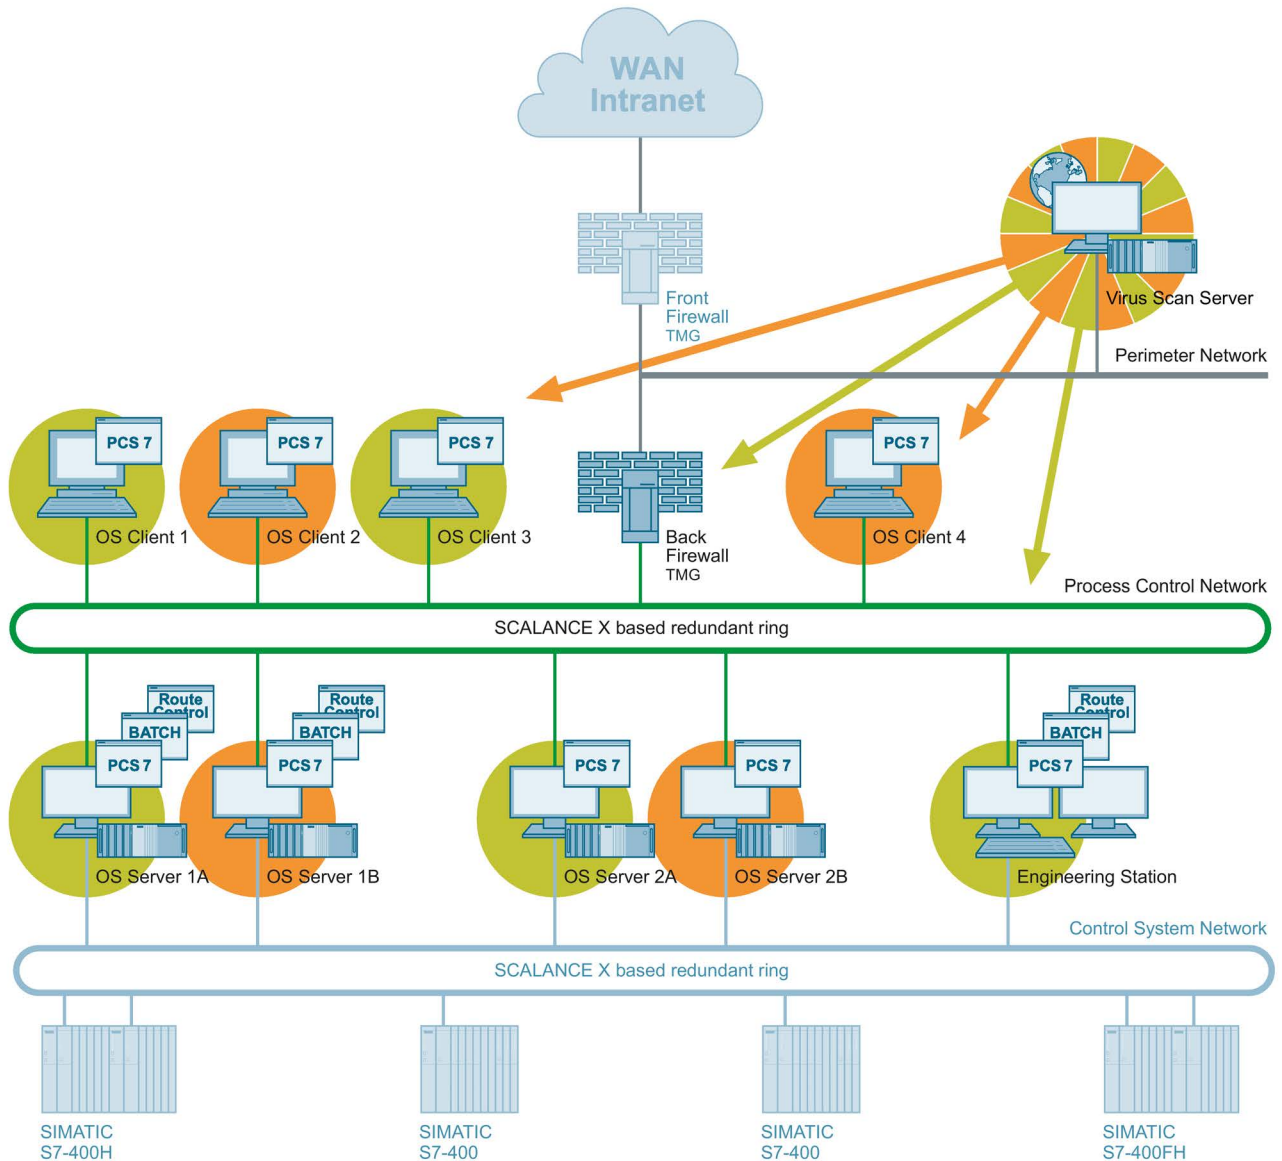 WAN
Intranet
Front
Firewall
TMG
Virus Scan Server
Perimeter Network
PCS 7
PCS 7
PCS 7
PCS 7
OS Client 1
OS Client 2
OS Client 3
Back
Firewall
TMG
OS Client 4
Process Control Network
SCALANCE X based redundant ring
Route
Control
BATCH
PCS 7
Route
Control
BATCH
PCS 7
PCS 7
PCS 7
Route
Control
BATCH
PCS 7
OS Server 1A
OS Server 1B
OS Server 2A
OS Server 2B
Engineering Station
Control System Network
SCALANCE X based redundant ring
SIMATIC
S7-400H
SIMATIC
S7-400
SIMATIC
S7-400
SIMATIC
S7-400FH